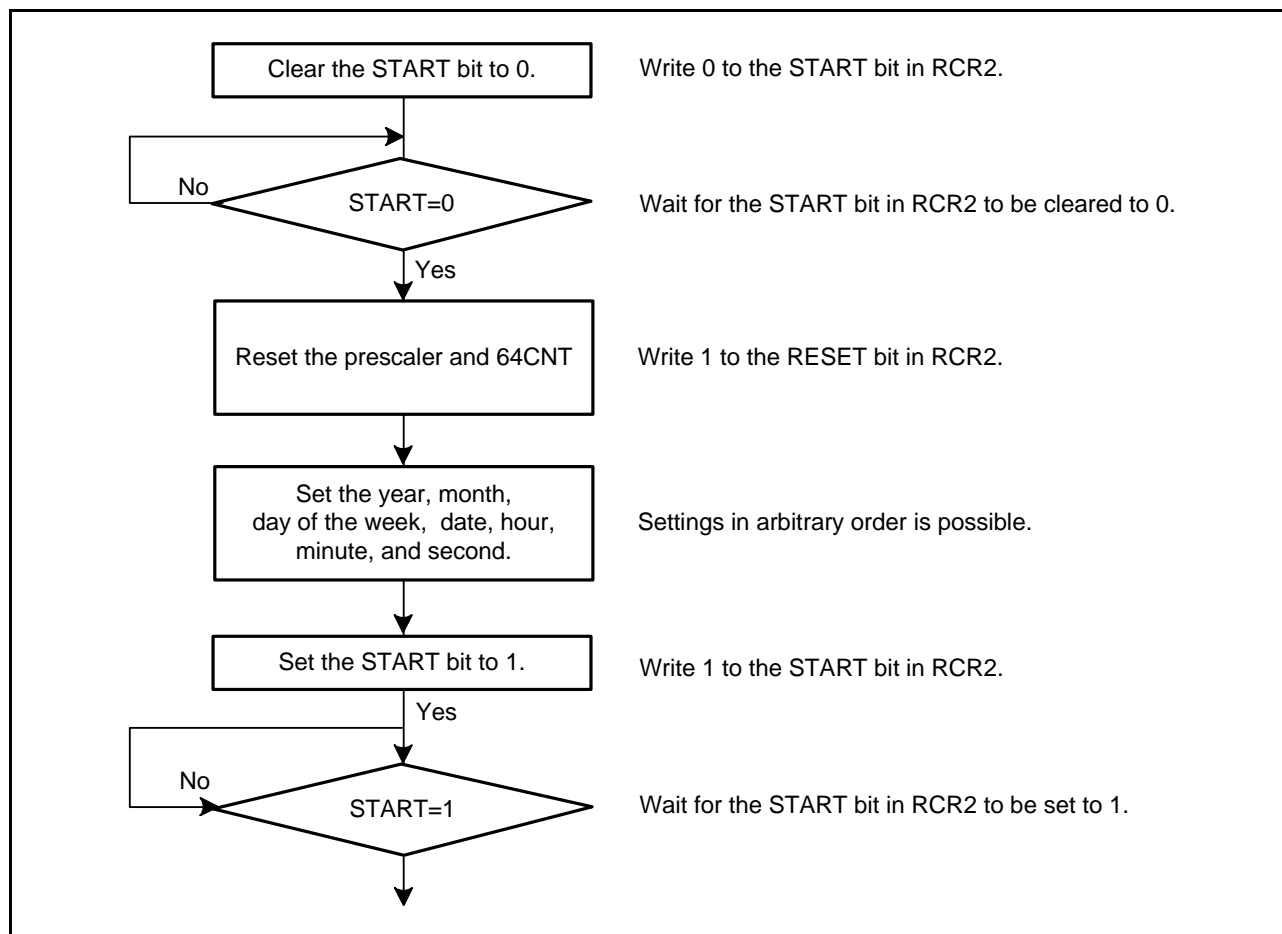 Clear the START bit to 0.
Write 0 to the START bit in RCR2.
No
START=0
Wait for the START bit in RCR2 to be cleared to 0.
Yes
Reset the prescaler and 64CNT
Write 1 to the RESET bit in RCR2.
Set the year, month,
day of the week, date, hour,
minute, and second.
Settings in arbitrary order is possible.
Set the START bit to 1.
Write 1 to the START bit in RCR2.
Yes
No
START=1
Wait for the START bit in RCR2 to be set to 1.